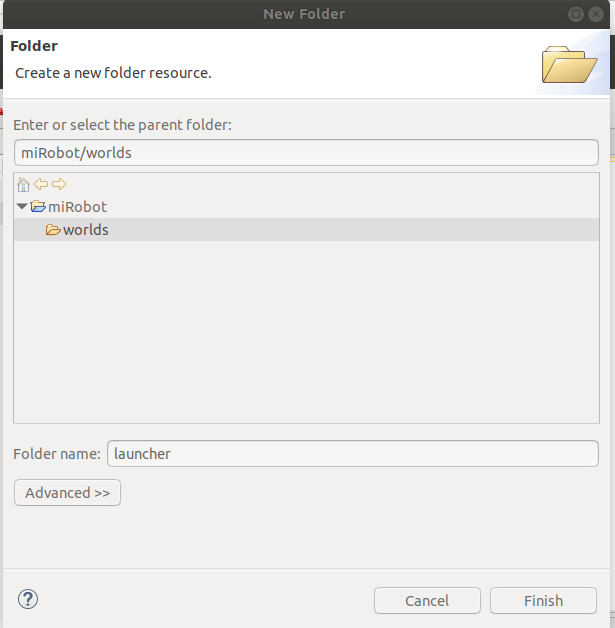 New Folder
Folder
Create a new folder resource.
Enter or select the parent folder:
miRobot/worlds
miRobot
worlds
Folder name: launcher
Advanced >>
?
Cancel Finish